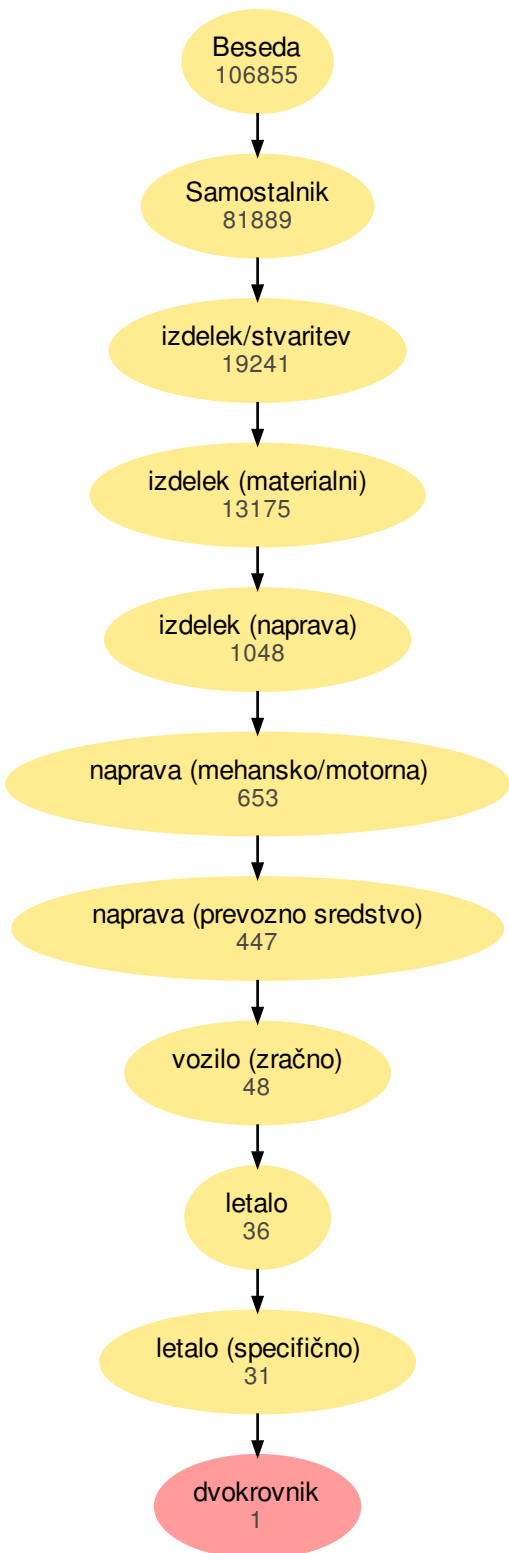 Beseda
106855
Samostalnik
81889
izdelek/stvaritev
19241
izdelek (materialni)
13175
izdelek (naprava)
1048
naprava (mehansko/motorna)
653
naprava (prevozno sredstvo)
447
vozilo (zračno)
48
letalo
36
letalo (specifično)
31
dvokrovnik
1